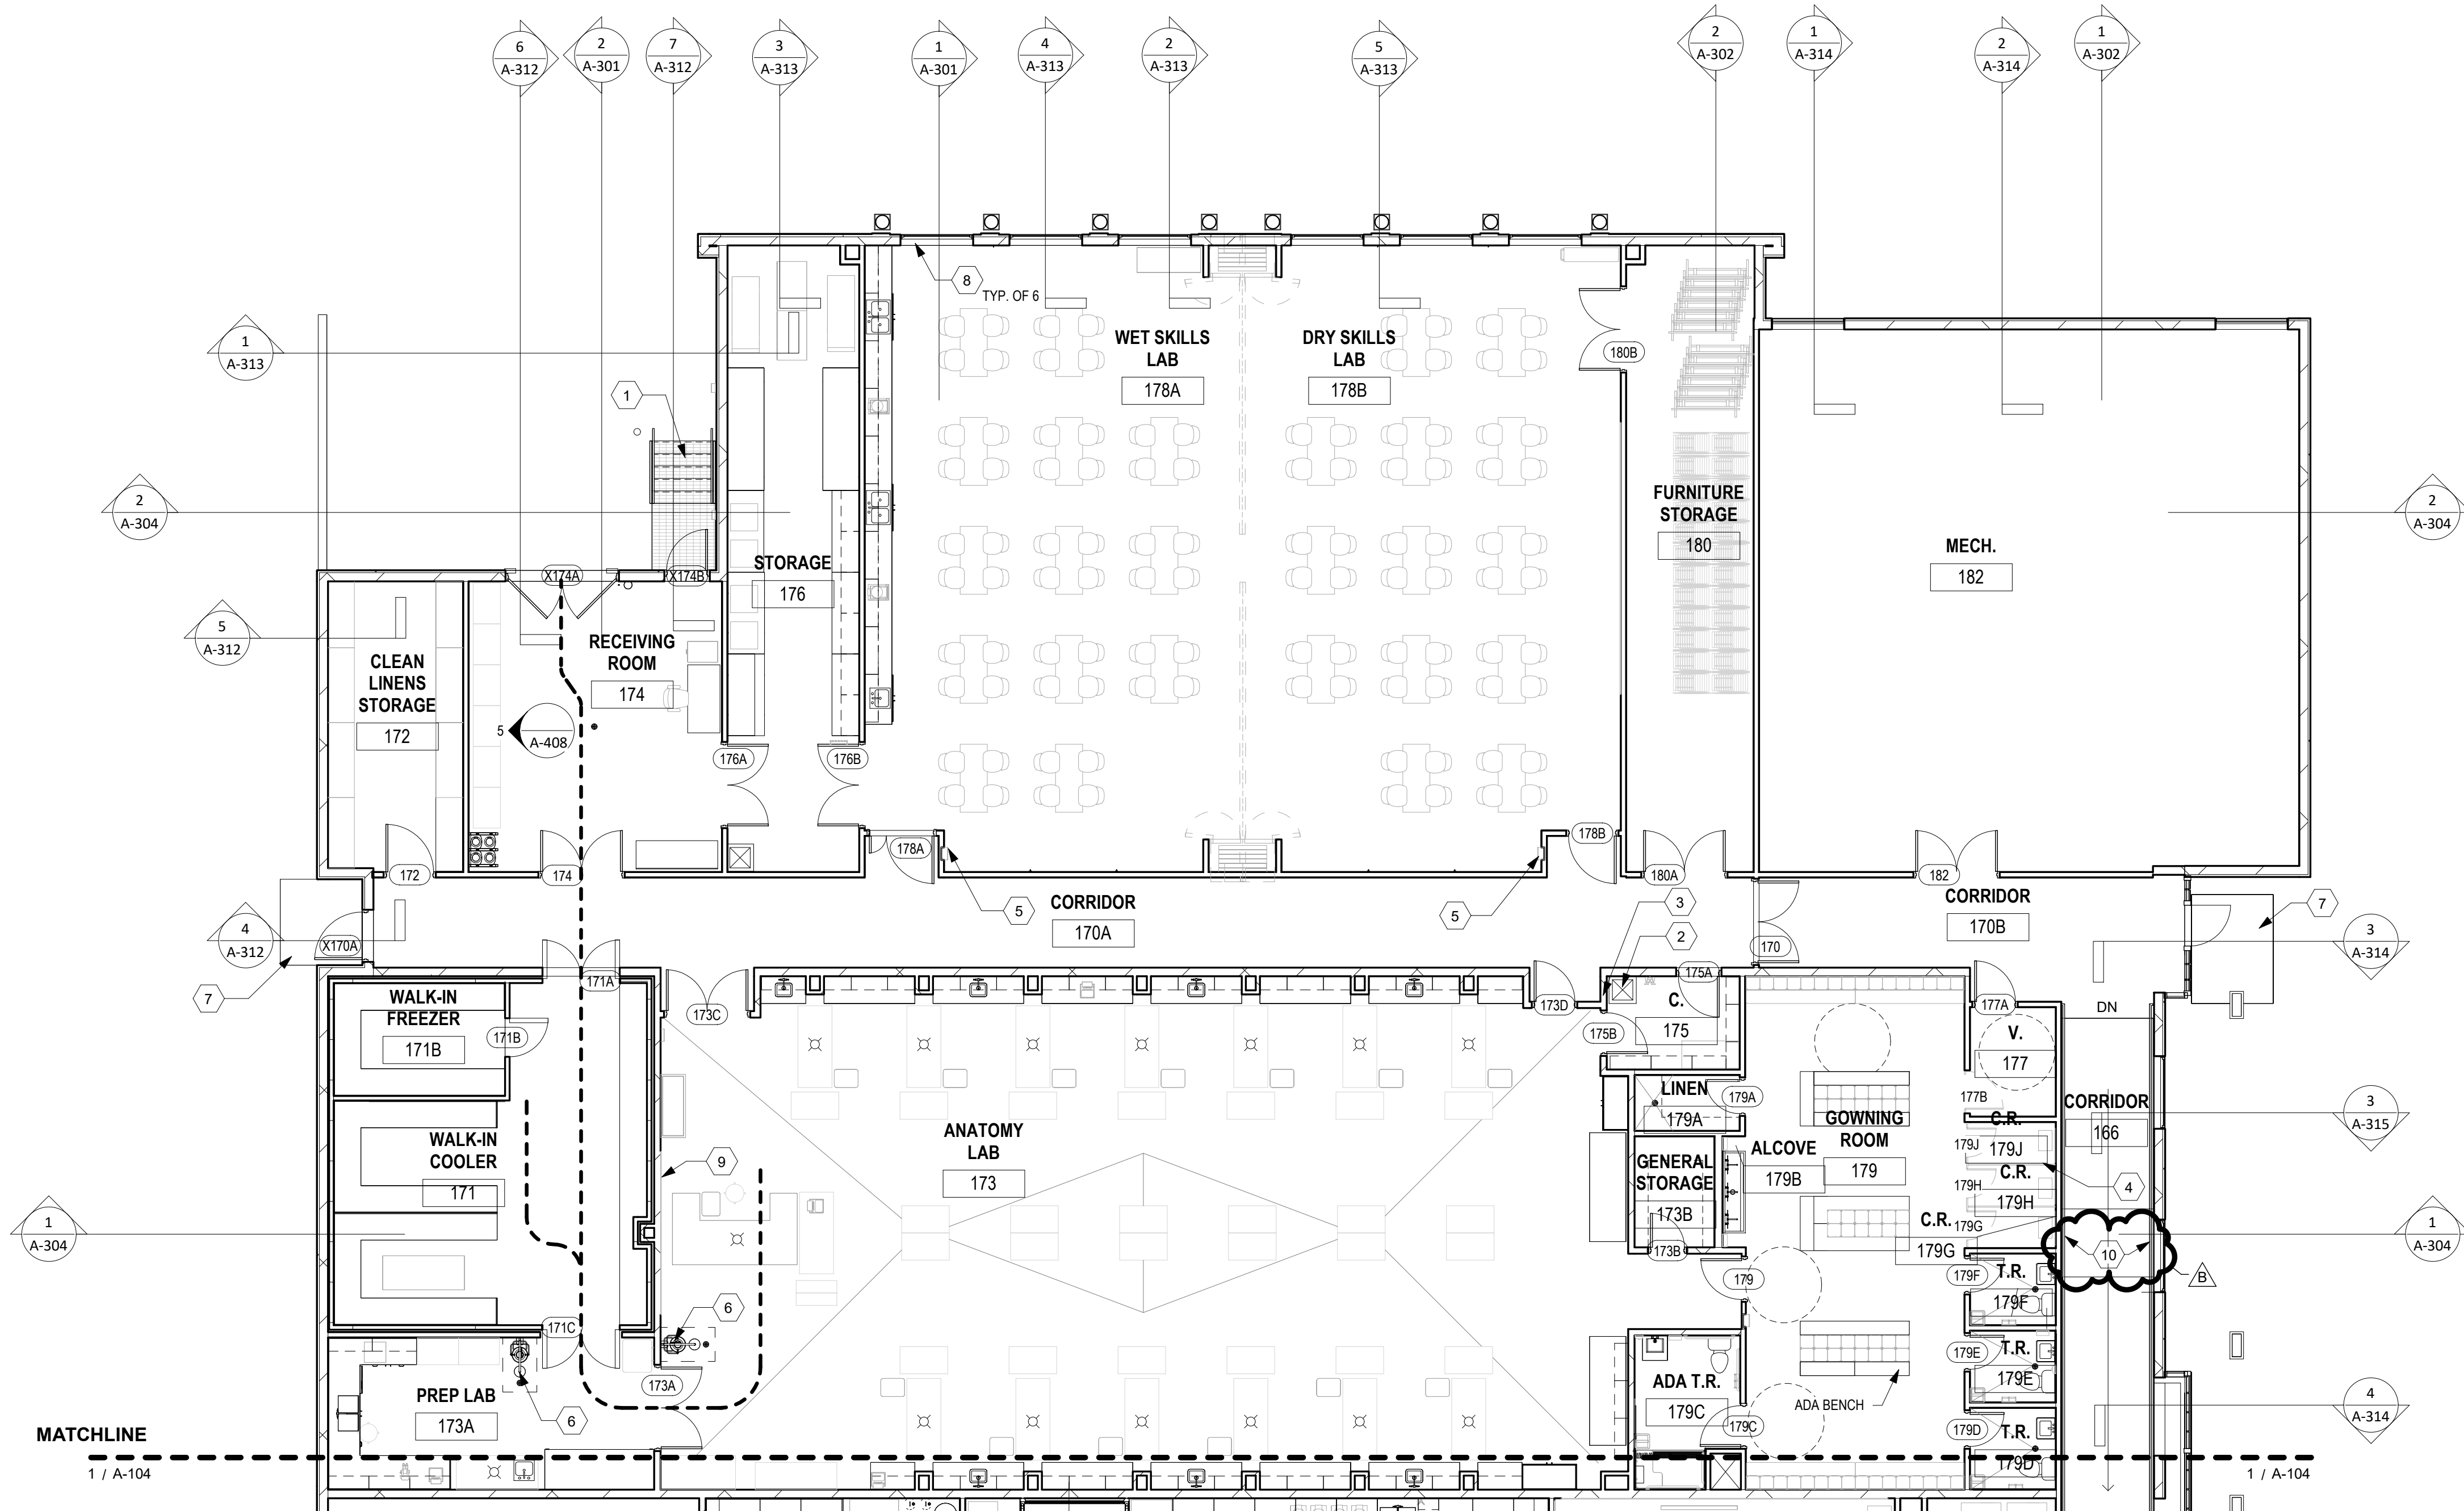 6
A-312
2
A-301
7
A-312
3
A-313
1
A-301
4
A-313
2
A-313
5
A-313
2
A-302
1
A-314
2
A-314
1
A-302
8
TYP. OF 6
1
A-313
WET SKILLS
LAB
178A
DRY SKILLS
LAB
178B
180B
1
2
A-304
FURNITURE
STORAGE
180
2
A-304
MECH.
182
STORAGE
176
X174A
X174B
5
A-312
RECEIVING
ROOM
174
CLEAN
LINENS
STORAGE
172
5
A-408
176A
176B
178A
178B
172
174
180A
182
5
5
CORRIDOR
170A
3
2
CORRIDOR
170B
7
4
A-312
X170A
170
3
A-314
7
WALK-IN
FREEZER
171B
171A
171B
173C
173D
175A
C.
175
175B
177A
V.
177
177B
DN
LINEN
179A
179A
CORRIDOR
166
3
A-315
WALK-IN
COOLER
171
9
ANATOMY
LAB
173
GENERAL
STORAGE
173B
173B
ALCOVE
179B
GOWNING
ROOM
179
C.R.
179J
179J
C.R.
179H
179H
4
C.R.
179G
179G
1
A-304
10
B
1
A-304
179
179F
T.R.
179F
6
171C
173A
179E
T.R.
179E
PREP LAB
173A
6
ADA T.R.
179C
179C
ADA BENCH
179D
T.R.
179D
4
A-314
MATCHLINE
1 / A-104
1 / A-104